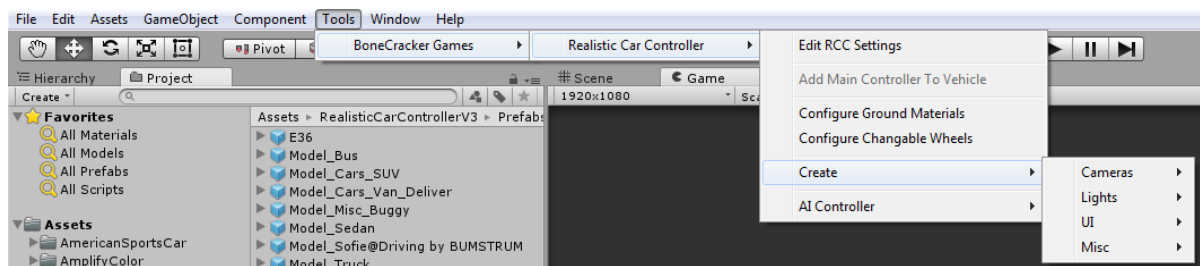 File Edit Assets GameObject Component Tools Window Help
Pivot
BoneCracker Games
Realistic Car Controller
Edit RCC Settings
Add Main Controller To Vehicle
Configure Ground Materials
Configure Changable Wheels
Create
AI Controller
Cameras
Lights
UI
Misc
Hierarchy Project
Create
Favorites
All Materials
All Models
All Prefabs
All Scripts
Assets
AmericanSportsCar
AmplifyColor
Assets RealisticCarControllerV3 Prefabs
E36
Model_Bus
Model_Cars_SUV
Model_Cars_Van_Deliver
Model_Misc_Buggy
Model_Sedan
Model_Sofie@Driving by BUMSTRUM
Model_Truck
Scene Game
1920x1080 Sca